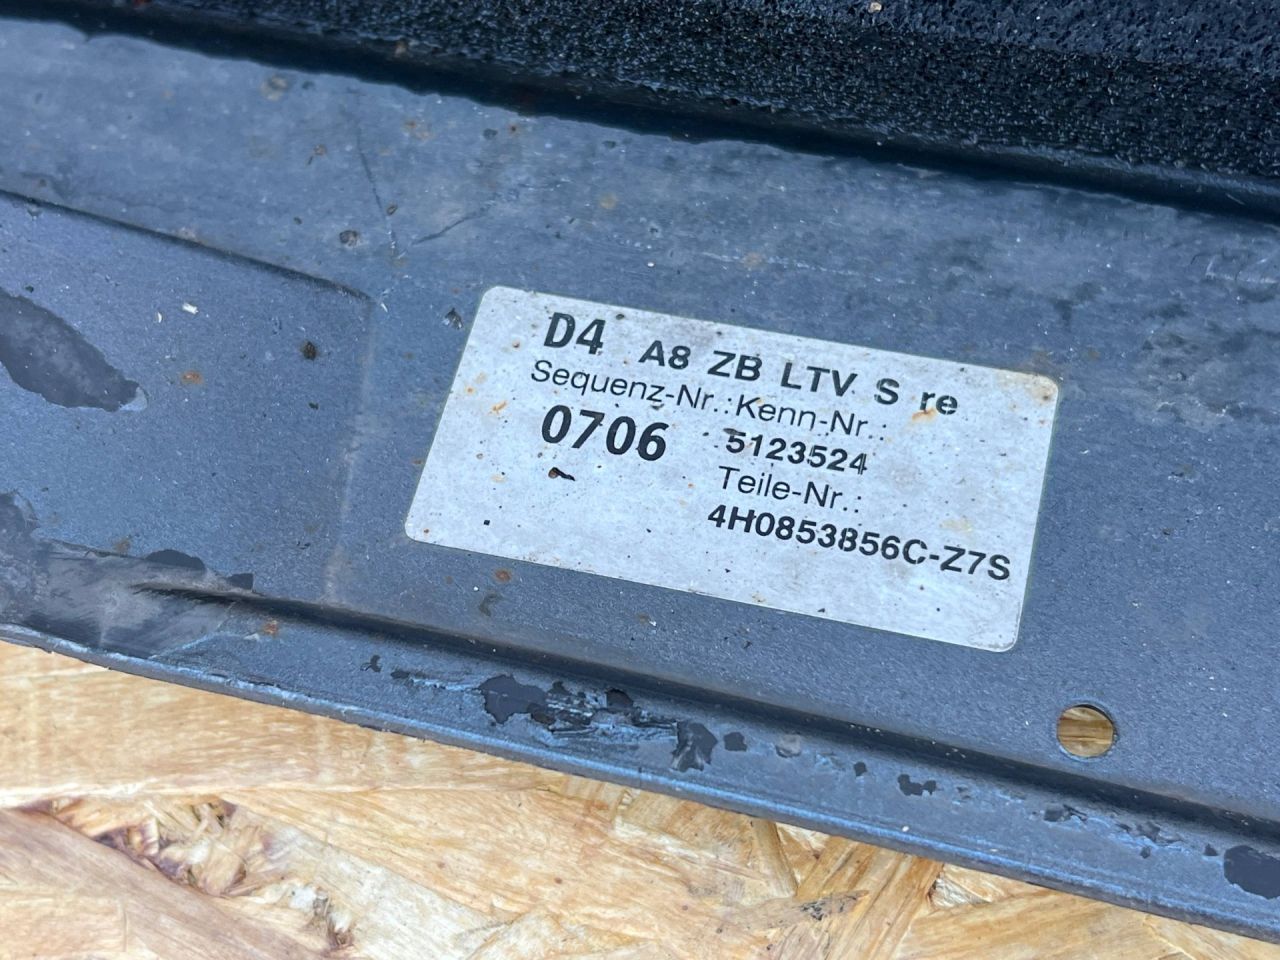 D4 A8 ZB LTV S re
Sequenz-Nr.: Kenn-Nr.:
0706 5123524
Teile-Nr.:
4H0853856C-Z7S